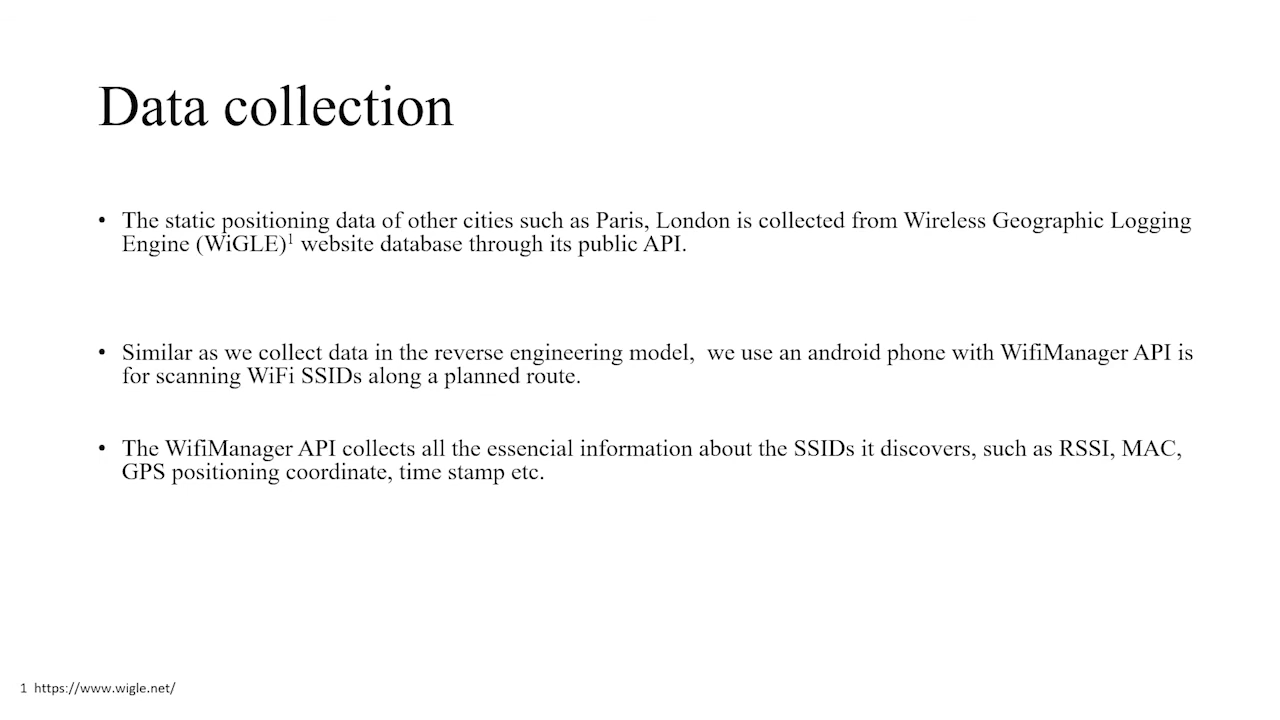 Data collection
• The static positioning data of other cities such as Paris, London is collected from Wireless Geographic Logging
Engine (WiGLE)1 website database through its public API.
• Similar as we collect data in the reverse engineering model,  we use an android phone with WifiManager API is
for scanning WiFi SSIDs along a planned route.
• The WifiManager API collects all the essencial information about the SSIDs it discovers, such as RSSI, MAC,
GPS positioning coordinate, time stamp etc.
1 https://www.wigle.net/